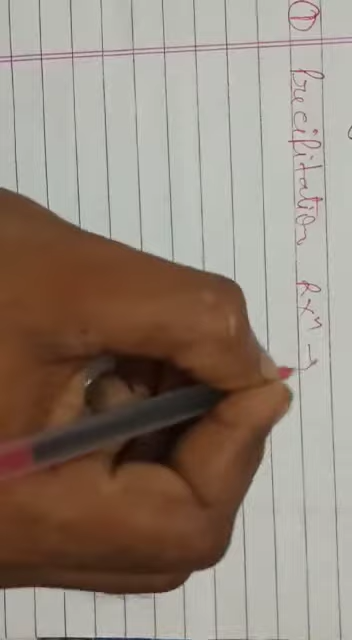 ① Precipitation Rxⁿ →